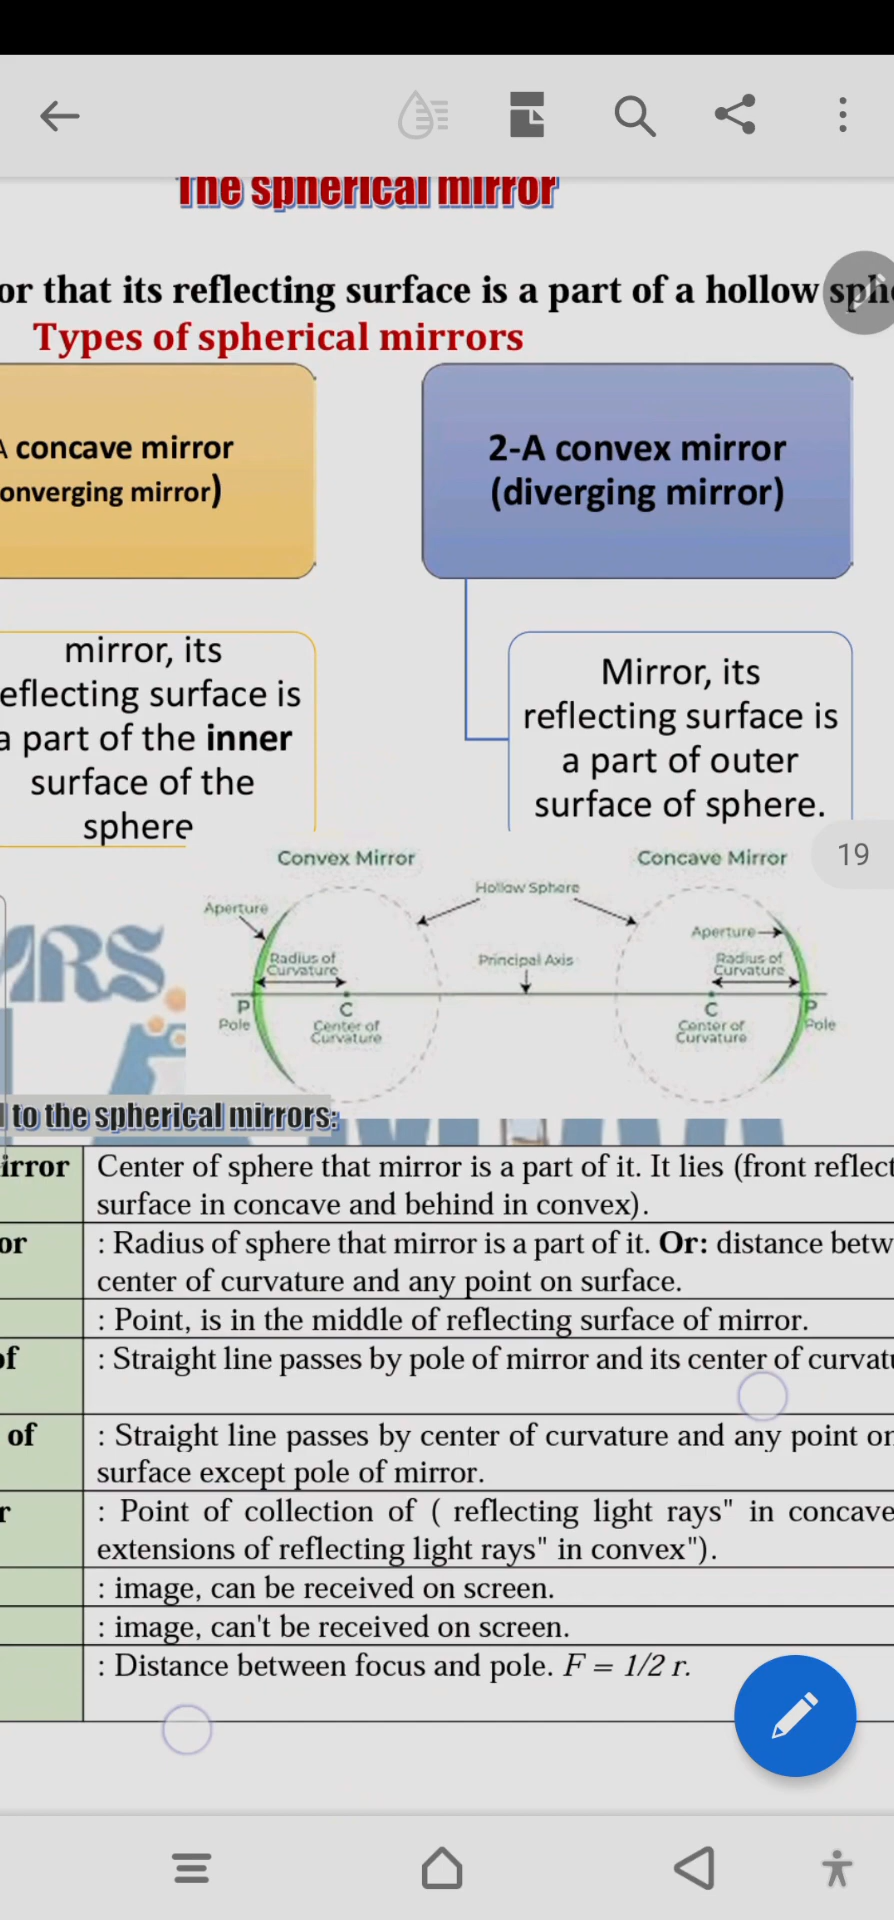 The spherical mirror
or that its reflecting surface is a part of a hollow sph
Types of spherical mirrors
A concave mirror
onverging mirror)
2-A convex mirror
(diverging mirror)
mirror, its
eflecting surface is
a part of the inner
surface of the
sphere
Mirror, its
reflecting surface is
a part of outer
surface of sphere.
19
Convex Mirror
Concave Mirror
Hollow Sphere
Aperture
Aperture
Radius of
Curvature
Principal Axis
Radius of
Curvature
P
Pole
C
Center of
Curvature
C
Center of
Curvature
P
Pole
ARS
to the spherical mirrors:
irror
Center of sphere that mirror is a part of it. It lies (front reflect
surface in concave and behind in convex).
or
: Radius of sphere that mirror is a part of it. Or: distance betw
center of curvature and any point on surface.
: Point, is in the middle of reflecting surface of mirror.
of
: Straight line passes by pole of mirror and its center of curvatu
of
: Straight line passes by center of curvature and any point on
surface except pole of mirror.
r
: Point of collection of ( reflecting light rays" in concave
extensions of reflecting light rays" in convex").
: image, can be received on screen.
: image, can't be received on screen.
: Distance between focus and pole. F = 1/2 r.